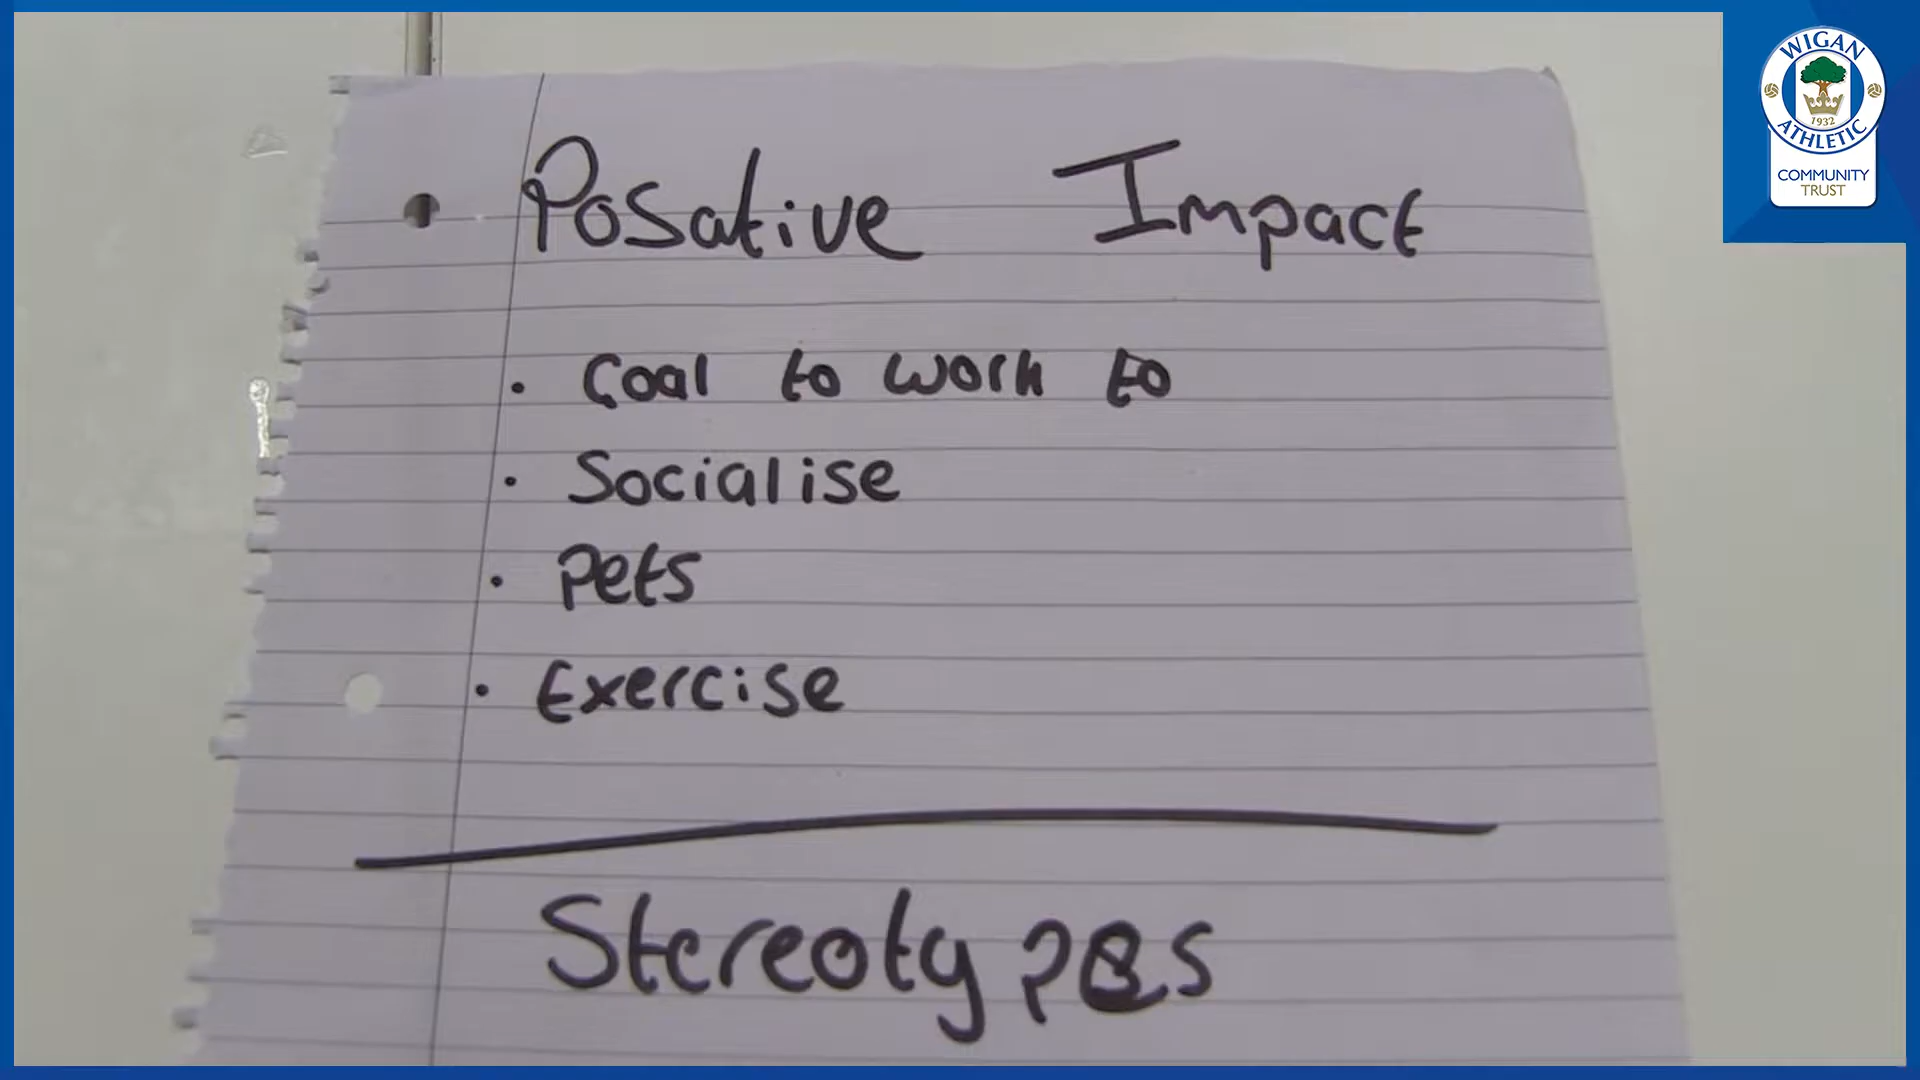 Posative Impact
. Goal to work to
. Socialise
. Pets
. Exercise
Stereotypes
WIGAN
ATHLETIC
1932
COMMUNITY
TRUST